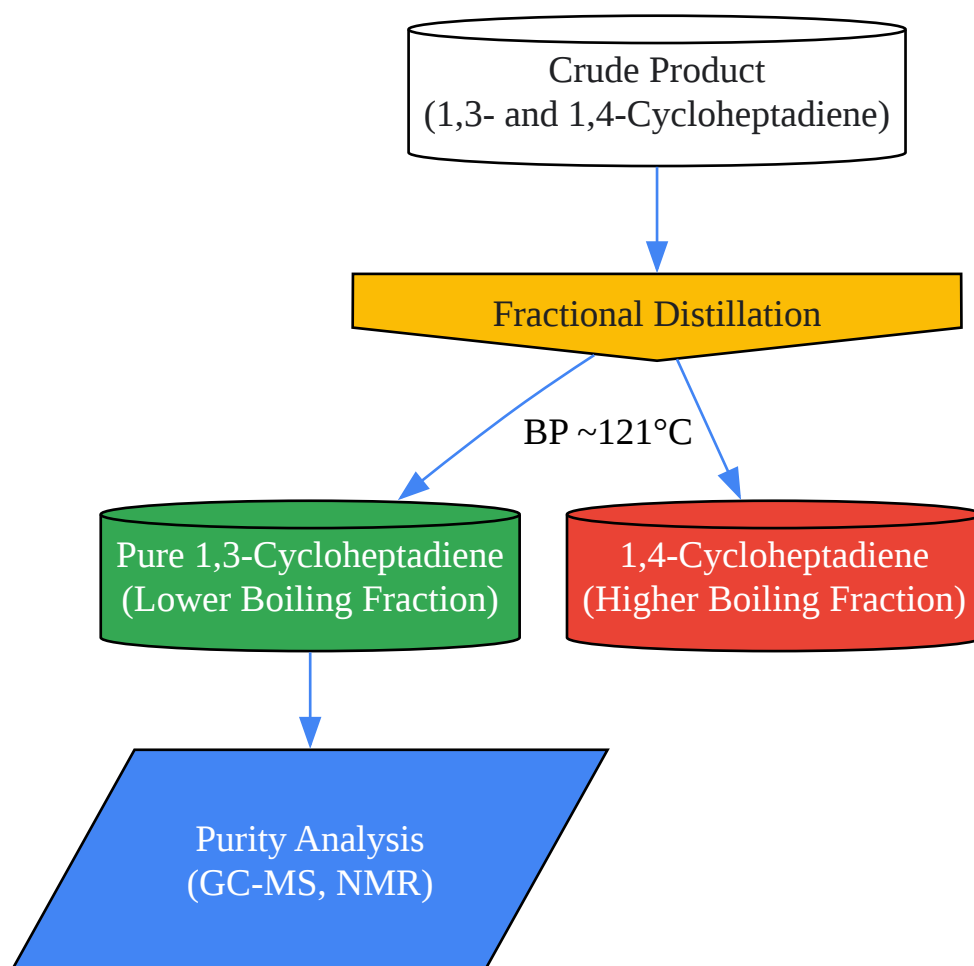 Crude Product
(1,3- and 1,4-Cycloheptadiene)
Fractional Distillation
BP ~121°C
Pure 1,3-Cycloheptadiene
(Lower Boiling Fraction)
1,4-Cycloheptadiene
(Higher Boiling Fraction)
Purity Analysis
(GC-MS, NMR)